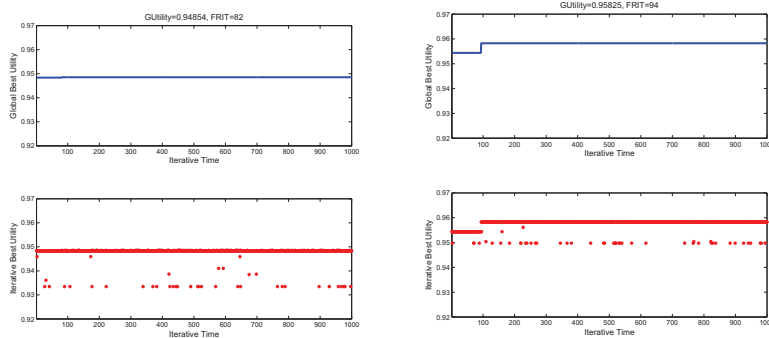 GUtility=0.94854, FRIT=82
0.97
0.96
0.95
0.94
0.93
0.92
Global Best Utility
100 200 300 400 500 600 700 800 900 1000
Iterative Time
0.97
0.96
0.95
0.94
0.93
0.92
Iterative Best Utility
100 200 300 400 500 600 700 800 900 1000
Iterative Time
GUtility=0.95825, FRIT=94
0.97
0.96
0.95
0.94
0.93
0.92
Global Best Utility
100 200 300 400 500 600 700 800 900 1000
Iterative Time
0.97
0.96
0.95
0.94
0.93
0.92
Iterative Best Utility
100 200 300 400 500 600 700 800 900 1000
Iterative Time